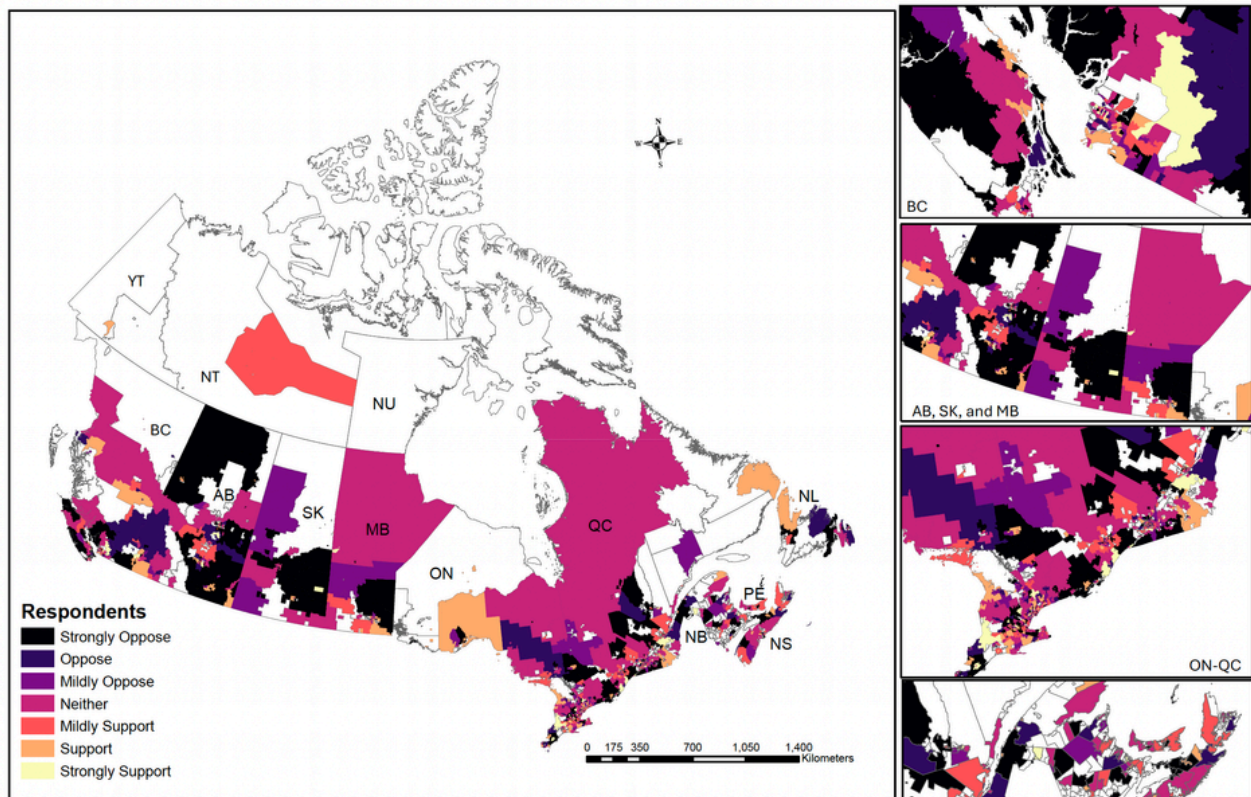 N
W E
S
YT
NT
NU
BC
AB
SK
MB
ON
QC
NL
PE
NB
NS
Respondents
Strongly Oppose
Oppose
Mildly Oppose
Neither
Mildly Support
Support
Strongly Support
0 175 350 700 1,050 1,400
Kilometers
BC
AB, SK, and MB
ON-QC